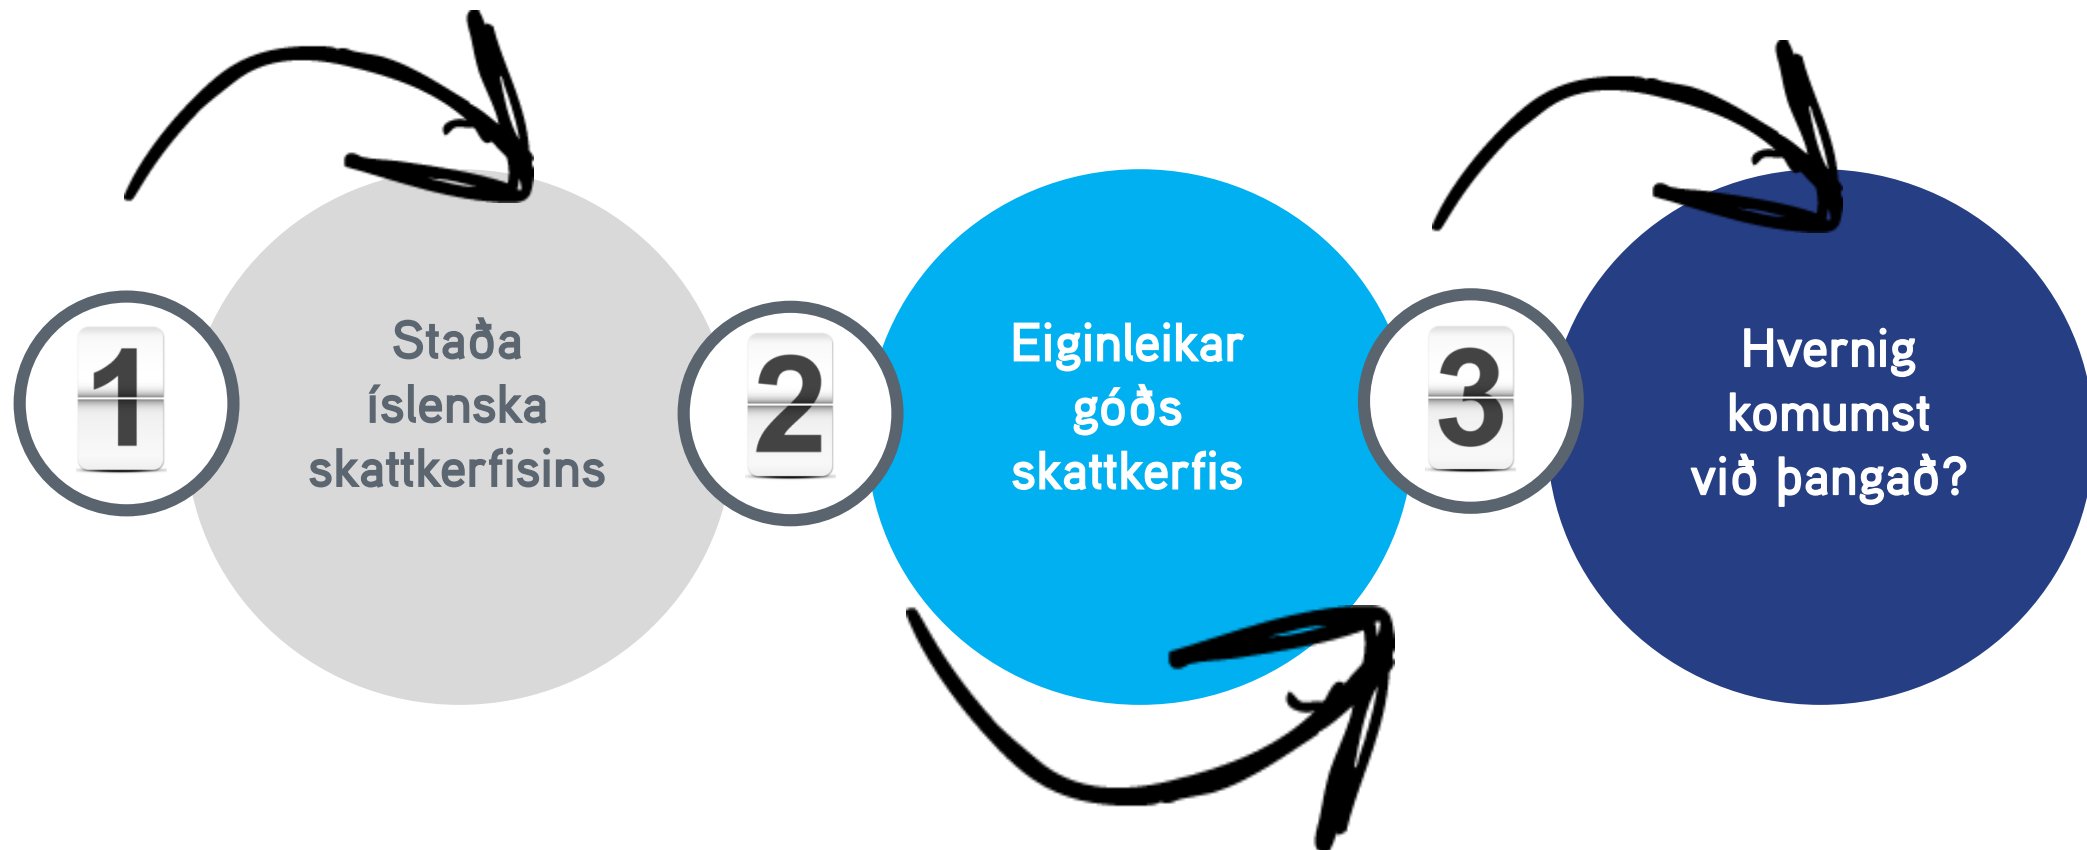 1
Staða
íslenska
skattkerfisins
2
Eiginleikar
góðs
skattkerfis
3
Hvernig
komumst
við þangað?